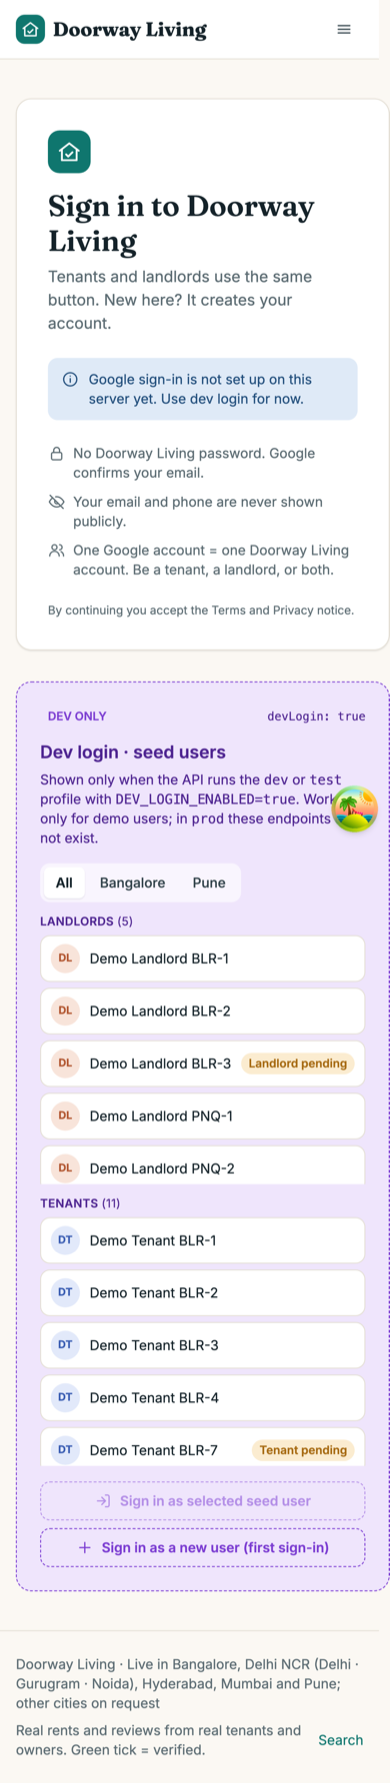 Doorway Living
Sign in to Doorway
Living
Tenants and landlords use the same
button. New here? It creates your
account.
Google sign-in is not set up on this
server yet. Use dev login for now.
No Doorway Living password. Google
confirms your email.
Your email and phone are never shown
publicly.
One Google account = one Doorway Living
account. Be a tenant, a landlord, or both.
By continuing you accept the Terms and Privacy notice.
DEV ONLY
devLogin: true
Dev login · seed users
Shown only when the API runs the dev or test
profile with DEV_LOGIN_ENABLED=true.
only for demo users; in prod these endpoints
not exist.
All
Bangalore
Pune
LANDLORDS (5)
DL Demo Landlord BLR-1
DL Demo Landlord BLR-2
DL Demo Landlord BLR-3 Landlord pending
DL Demo Landlord PNQ-1
DL Demo Landlord PNQ-2
TENANTS (11)
DT Demo Tenant BLR-1
DT Demo Tenant BLR-2
DT Demo Tenant BLR-3
DT Demo Tenant BLR-4
DT Demo Tenant BLR-7 Tenant pending
Sign in as selected seed user
Sign in as a new user (first sign-in)
Doorway Living · Live in Bangalore, Delhi NCR (Delhi ·
Gurugram · Noida), Hyderabad, Mumbai and Pune;
other cities on request
Real rents and reviews from real tenants and
owners. Green tick = verified.
Search